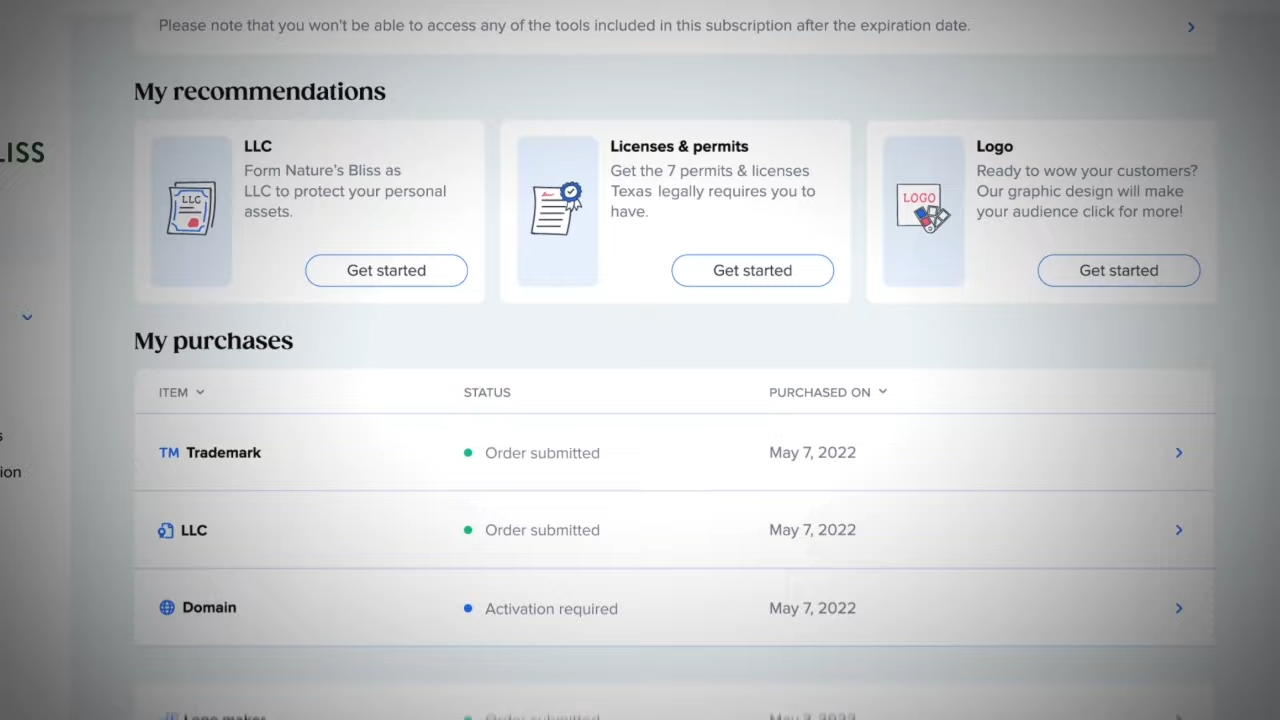 Please note that you won't be able to access any of the tools included in this subscription after the expiration date.
My recommendations
LISS
LLC
Form Nature's Bliss as
LLC to protect your personal
assets.
Get started
Licenses & permits
Get the 7 permits & licenses
Texas legally requires you to
have.
Get started
LOGO
Logo
Ready to wow your customers?
Our graphic design will make
your audience click for more!
Get started
LLC
My purchases
ITEM STATUS PURCHASED ON
TM Trademark Order submitted May 7, 2022
s
ion
LLC Order submitted May 7, 2022
Domain Activation required May 7, 2022